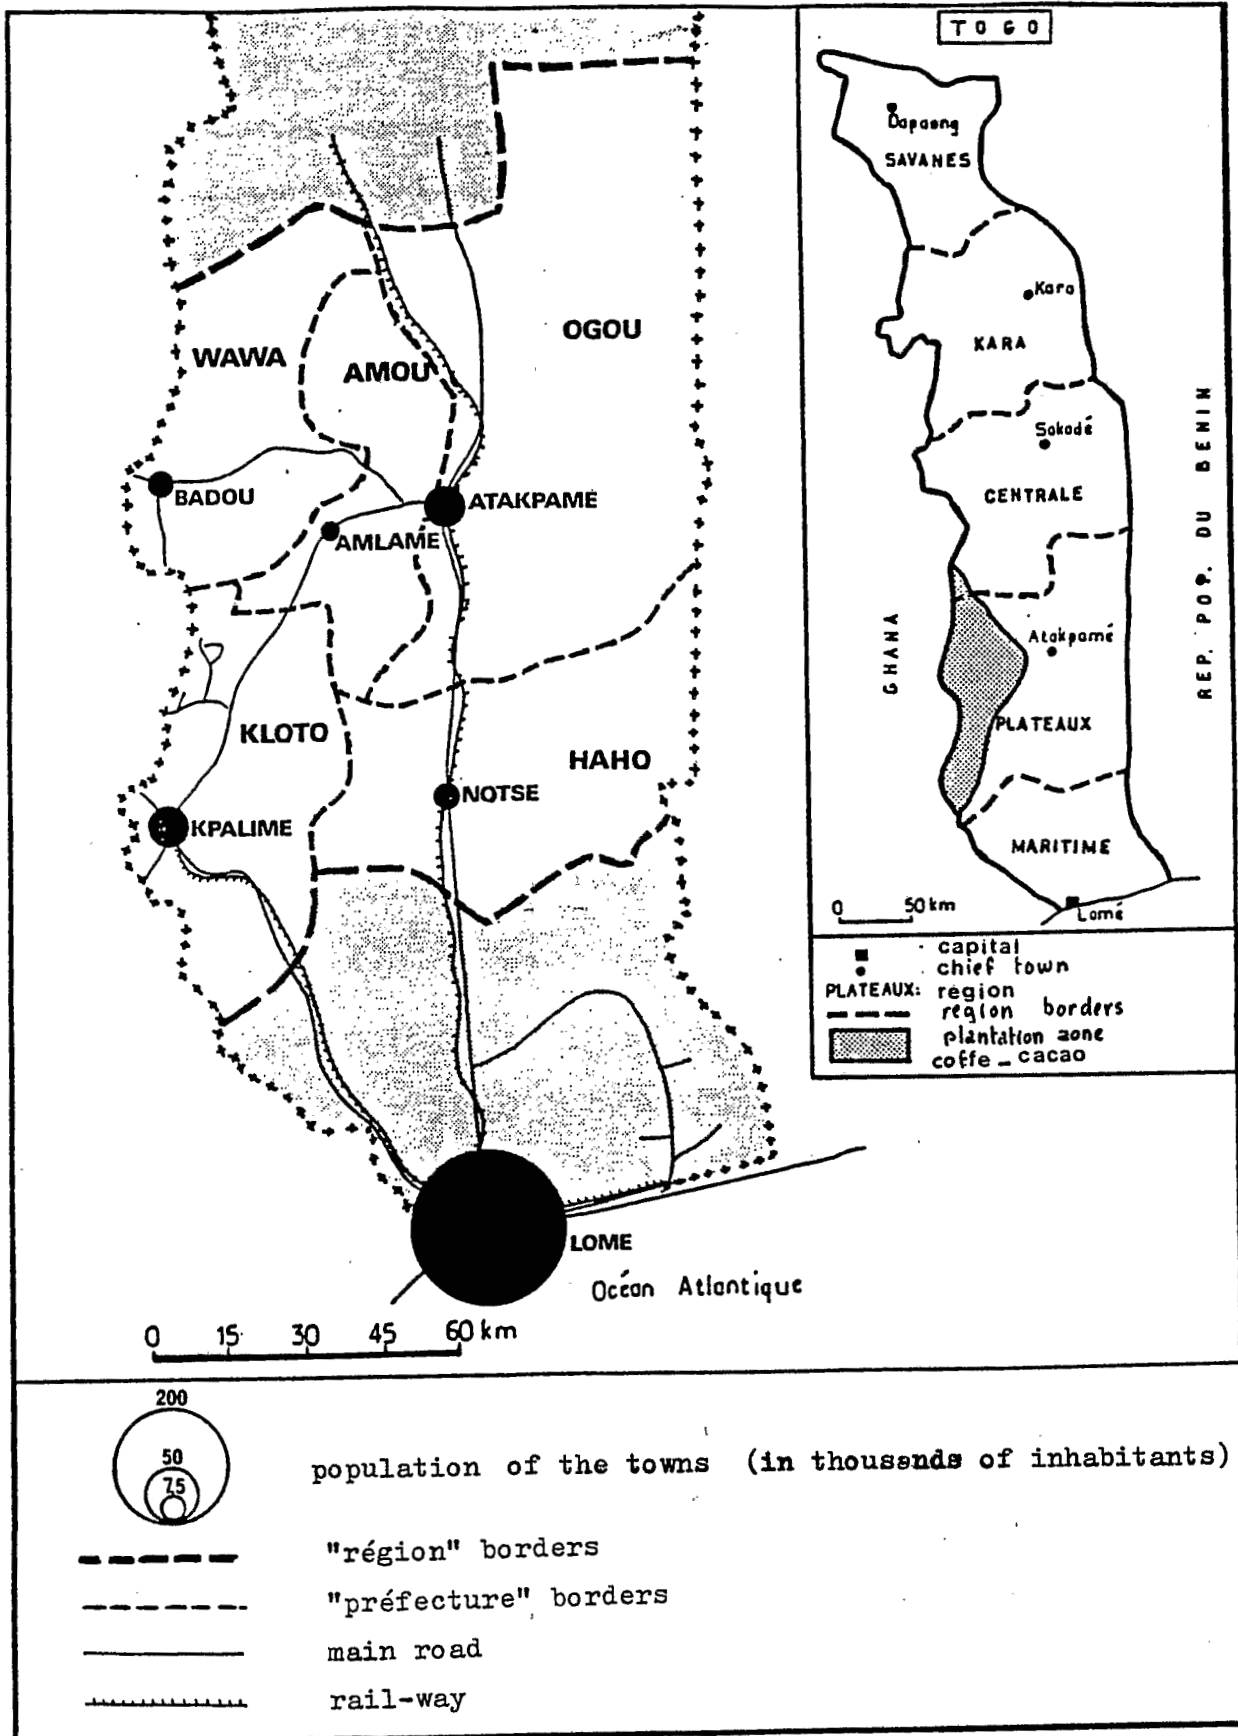 WAWA
AMOU
OGOU
BADOU
ATAKPAME
AMLAME
KLOTO
HAHO
NOTSE
KPALIME
LOME
Océan Atlantique
0 15 30 45 60 km
TOGO
Dapaong
SAVANES
Kara
KARA
Sokodé
CENTRALE
Atakpamé
PLATEAUX
MARITIME
Lomé
GHANA
REP. POP. DU BENIN
0 50 km
capital
chief town
PLATEAUX: région
region borders
plantation zone
coffe - cacao
200
50
7,5
population of the towns (in thousands of inhabitants)
"région" borders
"préfecture" borders
main road
rail-way